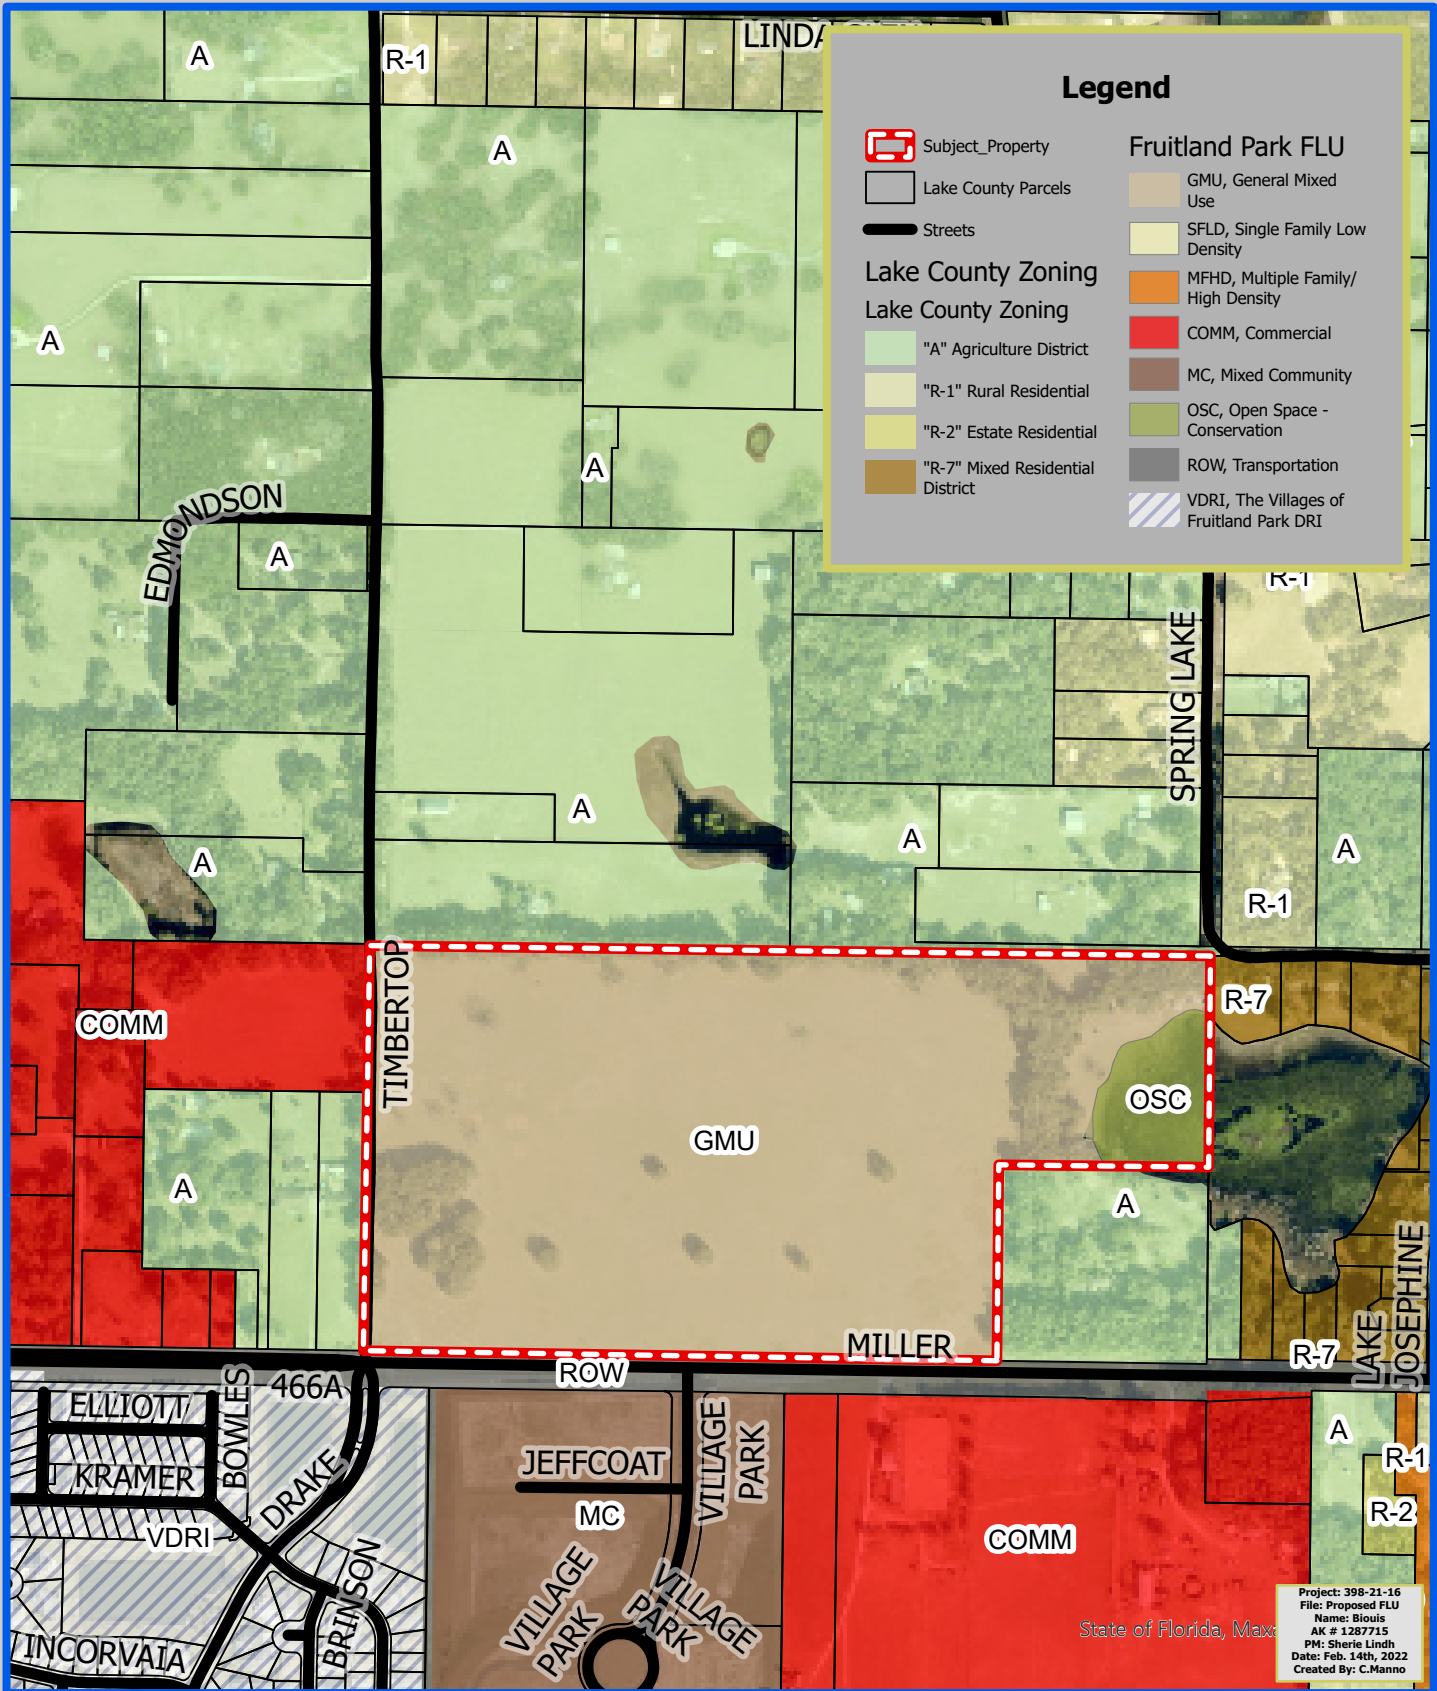 LINDA
A
R-1
A
Legend
Subject_Property
Lake County Parcels
Streets
Lake County Zoning
Lake County Zoning
"A" Agriculture District
"R-1" Rural Residential
"R-2" Estate Residential
"R-7" Mixed Residential
District
Fruitland Park FLU
GMU, General Mixed
Use
SFLD, Single Family Low
Density
MFHD, Multiple Family/
High Density
COMM, Commercial
MC, Mixed Community
OSC, Open Space -
Conservation
ROW, Transportation
VDRI, The Villages of
Fruitland Park DRI
A
A
EDMONDSON
A
R-1
SPRING LAKE
A
A
A
A
R-1
TIMBERTOP
R-7
COMM
OSC
GMU
A
A
LAKE
JOSEPHINE
MILLER
R-7
ROW
466A
BOWLES
ELLIOTT
KRAMER
DRAKE
VDRI
BRINSON
INCORVAIA
JEFFCOAT
MC
VILLAGE
PARK
VILLAGE
PARK
VILLAGE
PARK
COMM
A
R-1
R-2
State of Florida, Maxa
Project: 398-21-16
File: Proposed FLU
Name: Biouis
AK # 1287715
PM: Sherie Lindh
Date: Feb. 14th, 2022
Created By: C.Manno